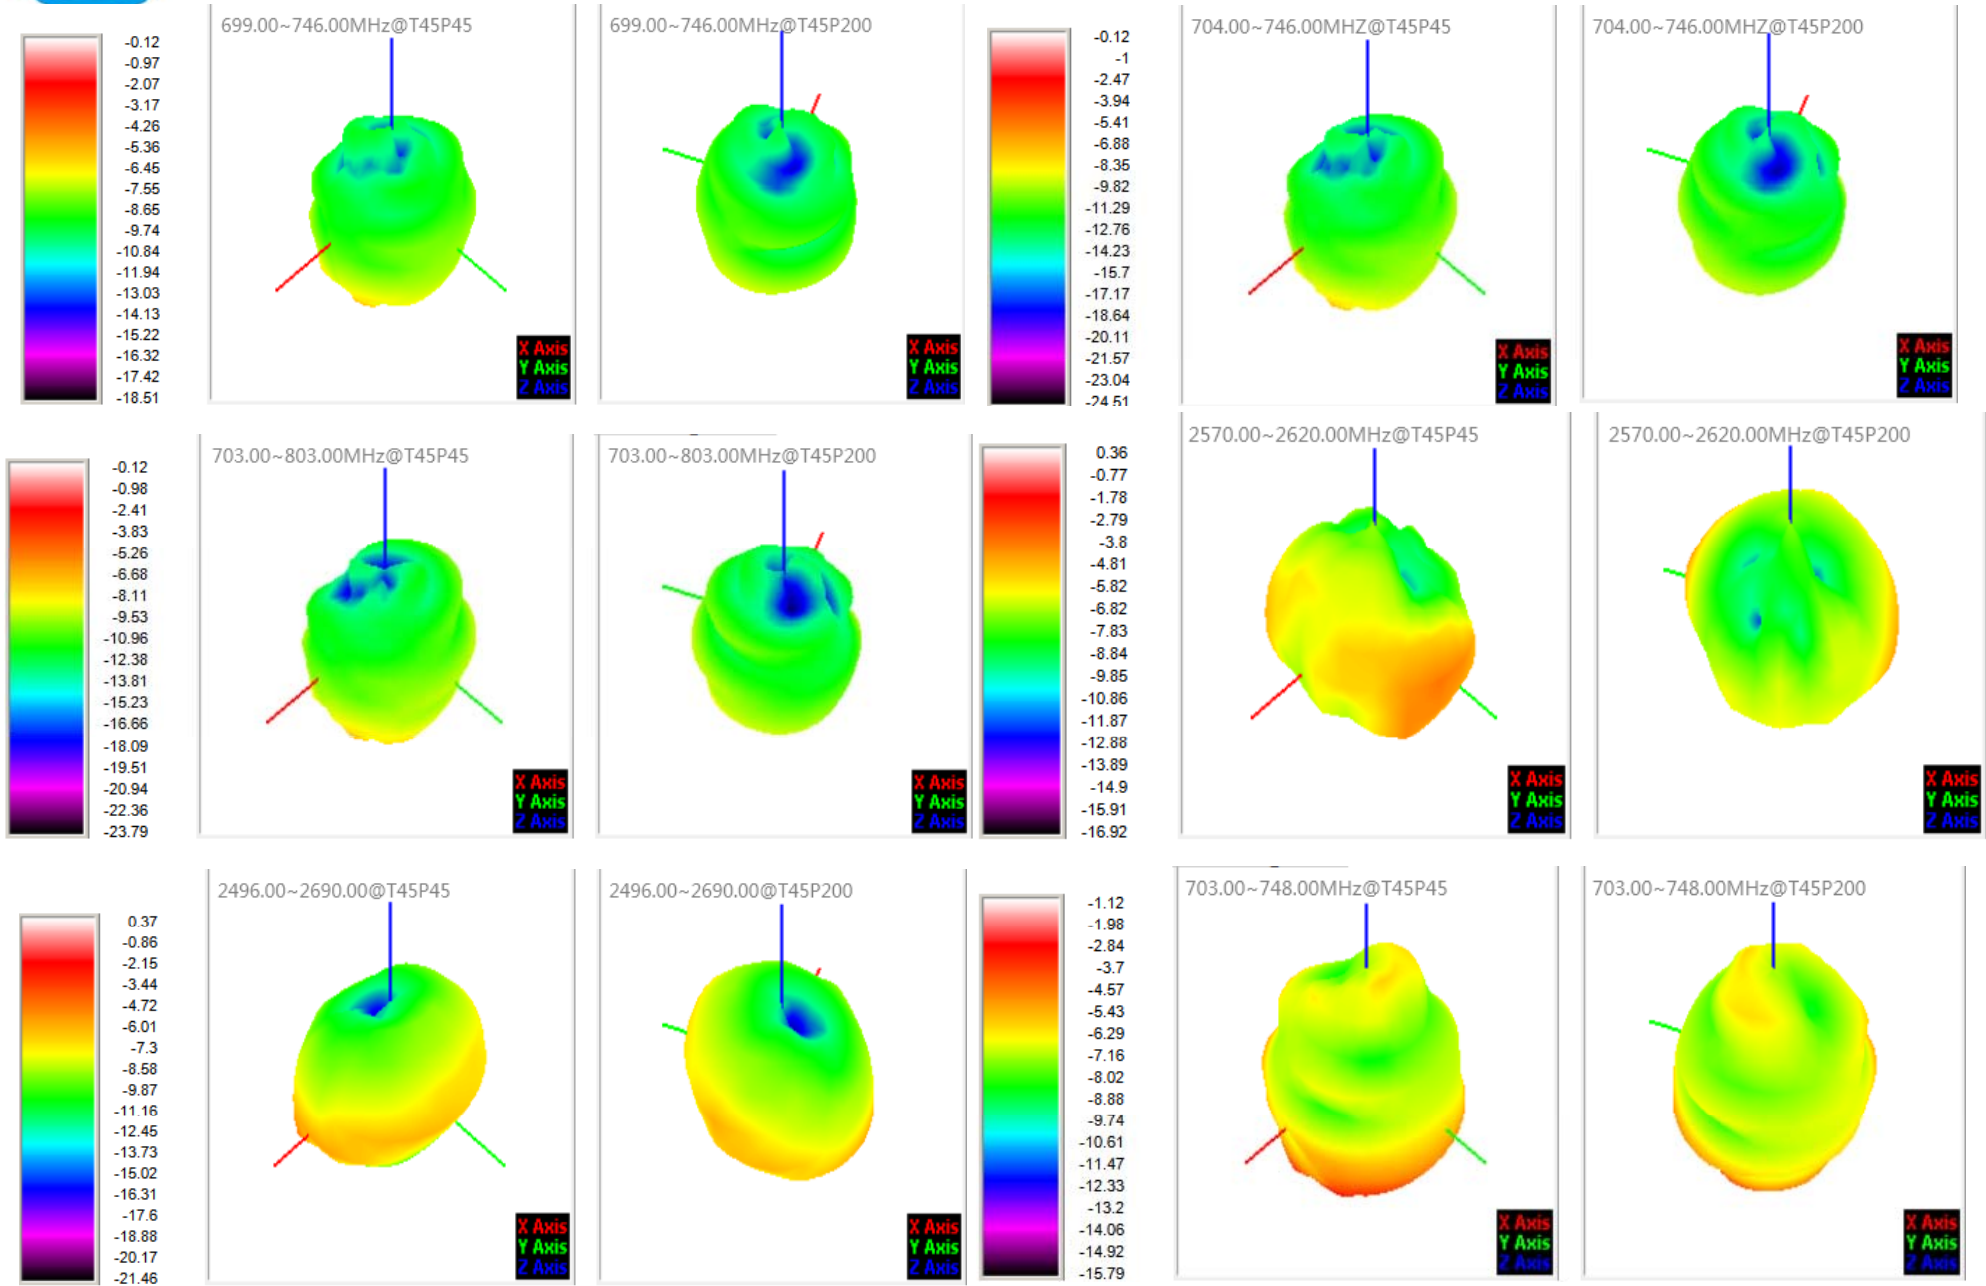 699.00~746.00MHz@T45P45
-0.12
-0.97
-2.07
-3.17
-4.26
-5.36
-6.45
-7.55
-8.65
-9.74
-10.84
-11.94
-13.03
-14.13
-15.22
-16.32
-17.42
-18.51
X Axis
Y Axis
Z Axis
699.00~746.00MHz@T45P200
X Axis
Y Axis
Z Axis
-0.12
-1
-2.47
-3.94
-5.41
-6.88
-8.35
-9.82
-11.29
-12.76
-14.23
-15.7
-17.17
-18.64
-20.11
-21.57
-23.04
-24.51
704.00~746.00MHZ@T45P45
X Axis
Y Axis
Z Axis
704.00~746.00MHZ@T45P200
X Axis
Y Axis
Z Axis
-0.12
-0.98
-2.41
-3.83
-5.26
-6.68
-8.11
-9.53
-10.96
-12.38
-13.81
-15.23
-16.66
-18.09
-19.51
-20.94
-22.36
-23.79
703.00~803.00MHz@T45P45
X Axis
Y Axis
Z Axis
703.00~803.00MHz@T45P200
X Axis
Y Axis
Z Axis
0.36
-0.77
-1.78
-2.79
-3.8
-4.81
-5.82
-6.82
-7.83
-8.84
-9.85
-10.86
-11.87
-12.88
-13.89
-14.9
-15.91
-16.92
2570.00~2620.00MHz@T45P45
X Axis
Y Axis
Z Axis
2570.00~2620.00MHz@T45P200
X Axis
Y Axis
Z Axis
0.37
-0.86
-2.15
-3.44
-4.72
-6.01
-7.3
-8.58
-9.87
-11.16
-12.45
-13.73
-15.02
-16.31
-17.6
-18.88
-20.17
-21.46
2496.00~2690.00@T45P45
X Axis
Y Axis
Z Axis
2496.00~2690.00@T45P200
X Axis
Y Axis
Z Axis
-1.12
-1.98
-2.84
-3.7
-4.57
-5.43
-6.29
-7.16
-8.02
-8.88
-9.74
-10.61
-11.47
-12.33
-13.2
-14.06
-14.92
-15.79
703.00~748.00MHz@T45P45
X Axis
Y Axis
Z Axis
703.00~748.00MHz@T45P200
X Axis
Y Axis
Z Axis